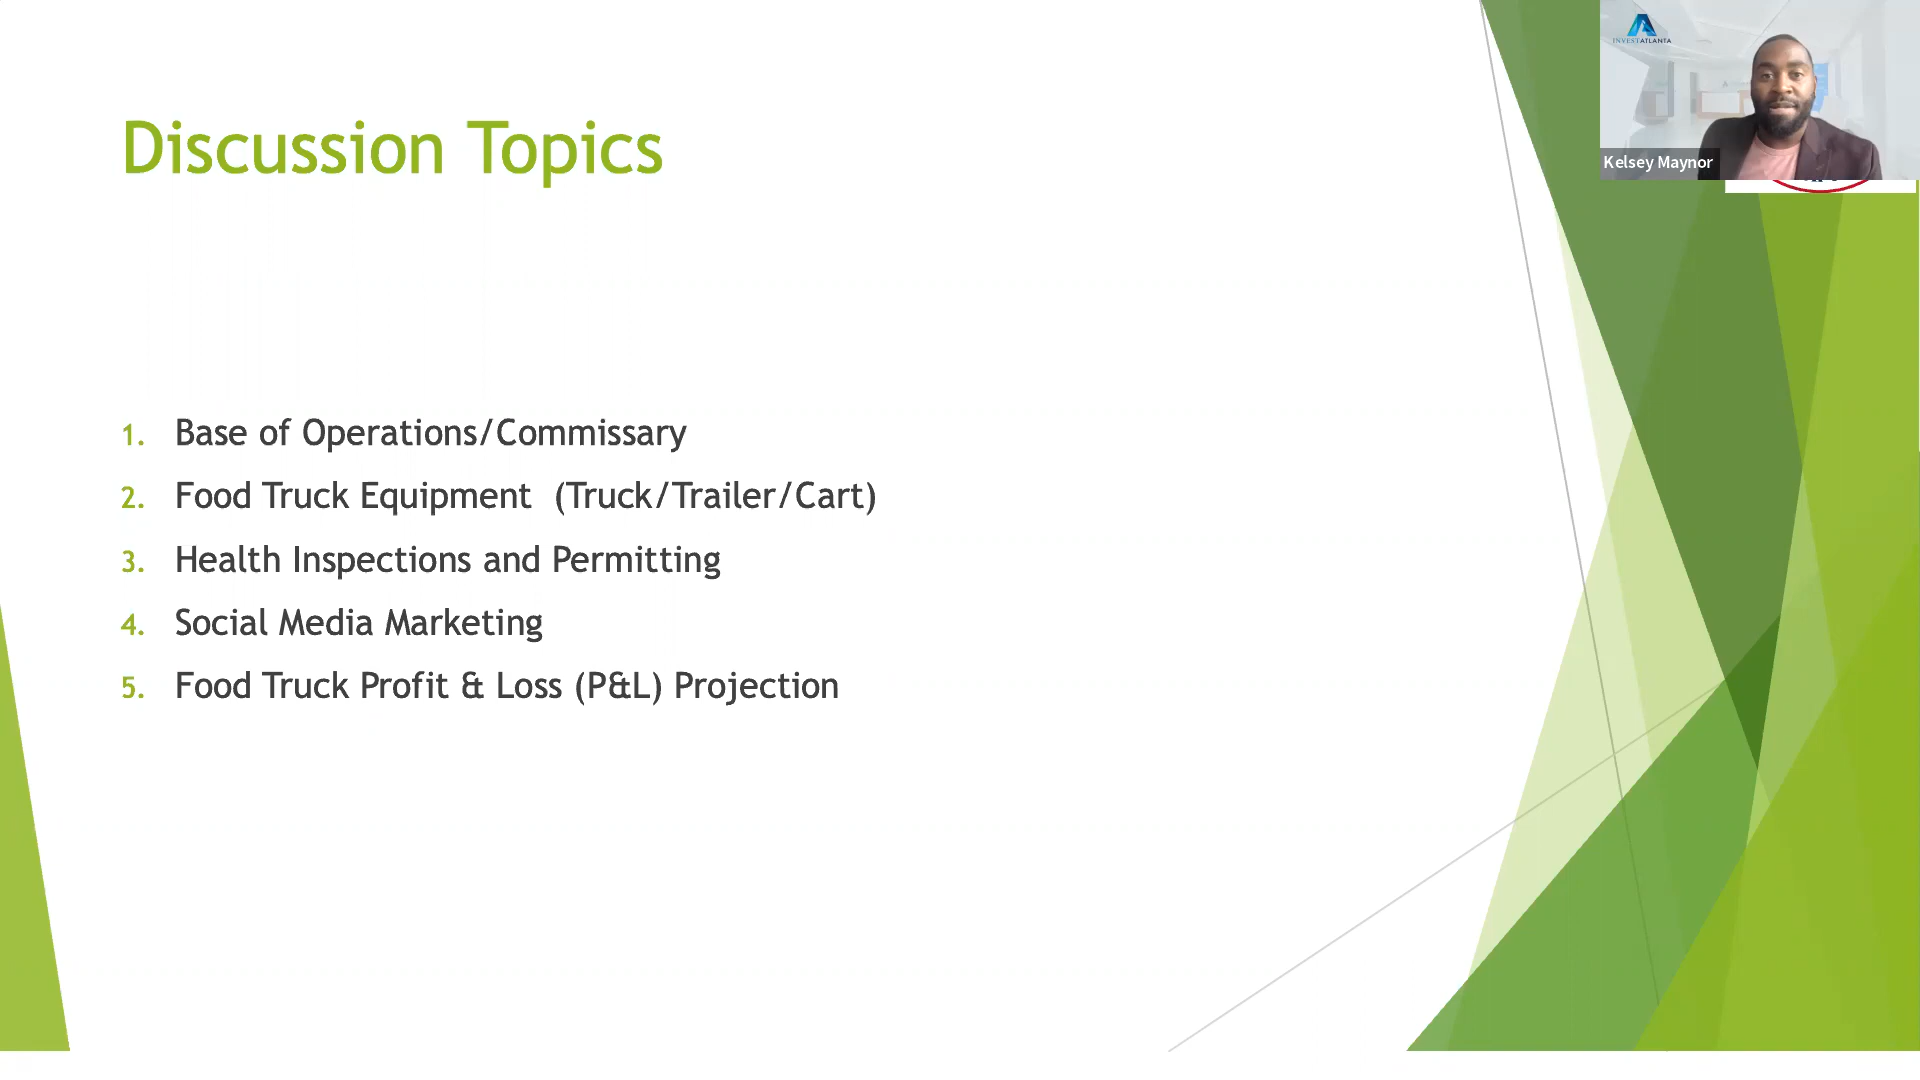 INVEST ATLANTA
Kelsey Maynor
Discussion Topics
1. Base of Operations/Commissary
2. Food Truck Equipment (Truck/Trailer/Cart)
3. Health Inspections and Permitting
4. Social Media Marketing
5. Food Truck Profit & Loss (P&L) Projection